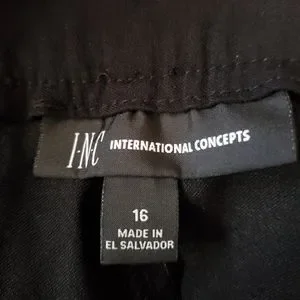 I·N·C INTERNATIONAL CONCEPTS
16
MADE IN
EL SALVADOR